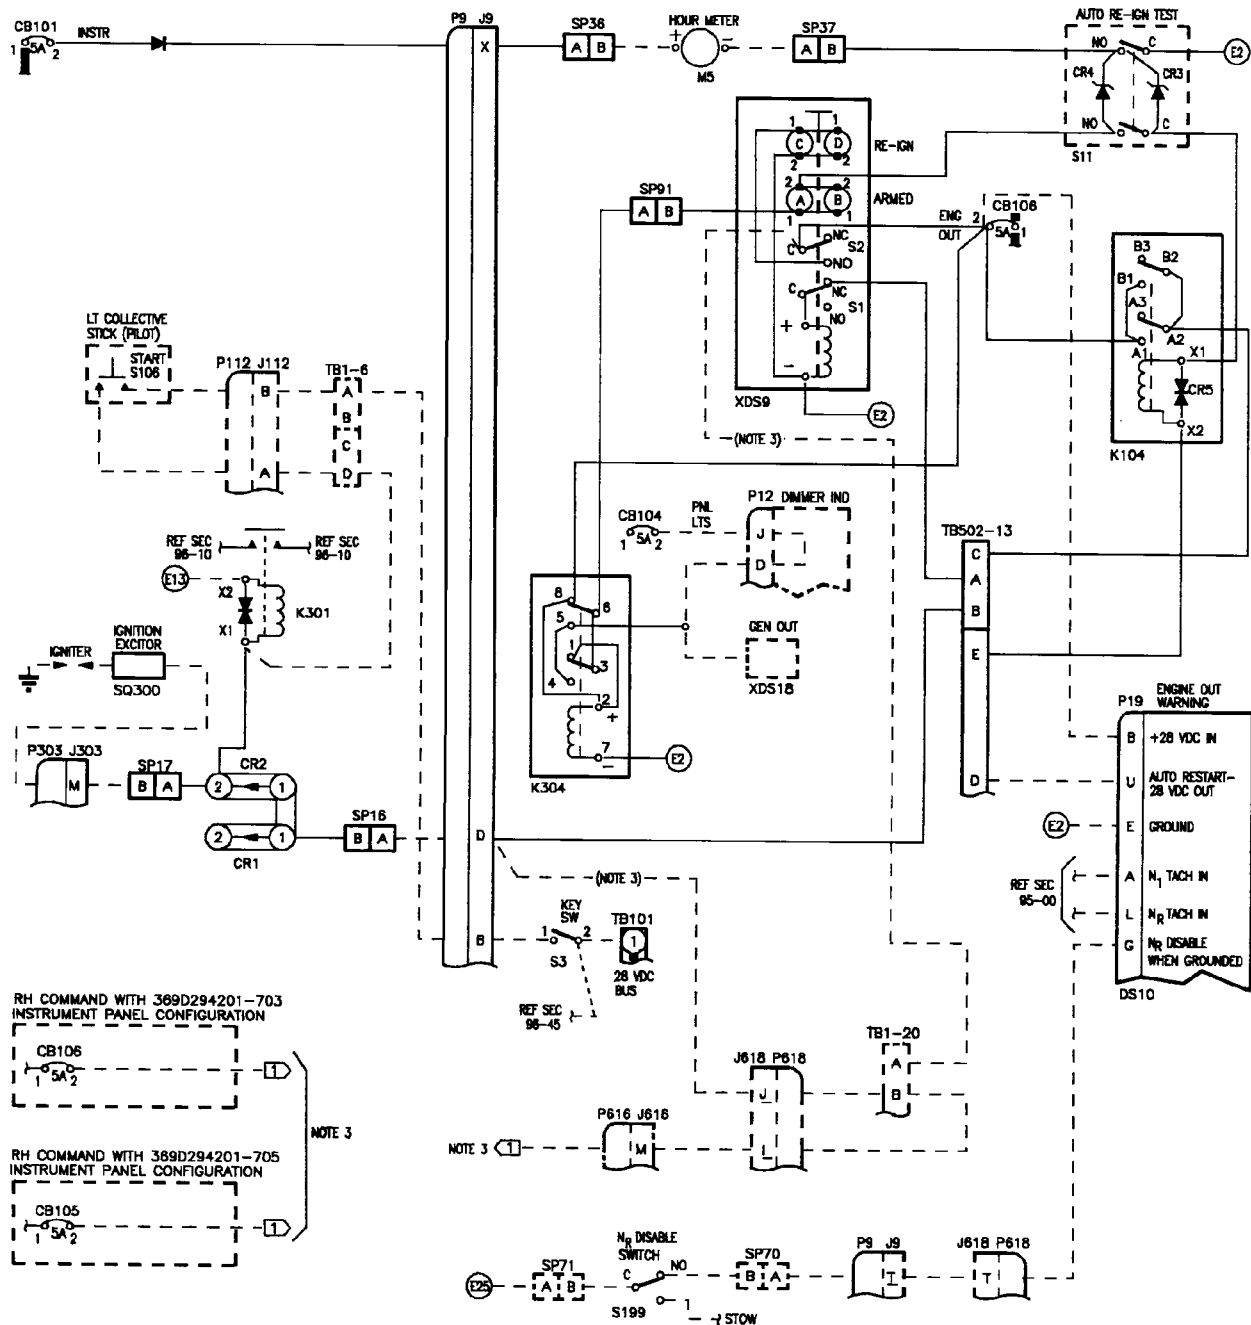 CB101
1 5A 2
INSTR
P9 J9
X
SP36
A B
HOUR METER
+ −
M5
SP37
A B
AUTO RE-IGN TEST
NO C
CR4 CR3
NO C
S11
E2
1 1
C D
2 2
RE-IGN
2 2
A B
ARMED
1 1
SP91
A B
NC
C S2
NO
C NC
S1
NO
+
−
XDS9
E2
ENG OUT
2 CB106
5A 1
B3 B2
B1
A3
A2
A1
X1
CR5
X2
K104
LT COLLECTIVE
STICK (PILOT)
START
S106
P112 J112
B
A
TB1-6
A
B
C
D
(NOTE 3)
REF SEC
96-10
REF SEC
96-10
E13
X2
X1
K301
CB104
1 5A 2
PNL
LTS
P12 DIMMER IND
J
D
TB502-13
C
A
B
E
D
8
6
5
1
3
4
2
+
7
−
K304
E2
GEN OUT
XDS18
IGNITER
IGNITION
EXCITOR
SQ300
P303 J303
M
SP17
B A
CR2
2 1
2 1
CR1
SP16
B A
D
(NOTE 3)
B
KEY
SW
1 2
S3
TB101
1
28 VDC
BUS
REF SEC
96-45
P19
ENGINE OUT
WARNING
B +28 VDC IN
U AUTO RESTART-
28 VDC OUT
E2
E GROUND
REF SEC
95-00
A N1 TACH IN
L NR TACH IN
G NR DISABLE
WHEN GROUNDED
DS10
RH COMMAND WITH 369D294201-703
INSTRUMENT PANEL CONFIGURATION
CB106
1 5A 2
1
NOTE 3
RH COMMAND WITH 369D294201-705
INSTRUMENT PANEL CONFIGURATION
CB105
1 5A 2
1
TB1-20
A
B
J618 P618
J
L
P616 J616
M
NOTE 3 1
E25
SP71
A B
NR DISABLE
SWITCH
C NO
S199
STOW
SP70
B A
P9 J9
T
J618 P618
T